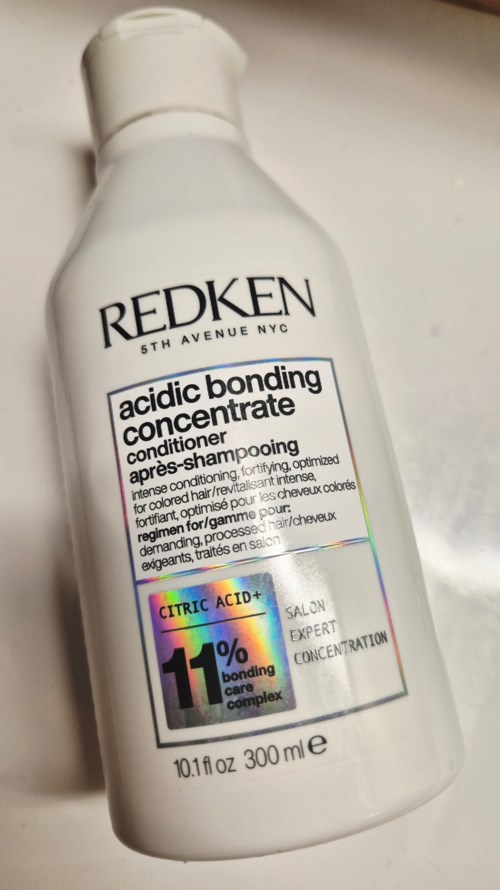 REDKEN
5TH AVENUE NYC
acidic bonding
concentrate
conditioner
après-shampooing
intense conditioning, fortifying, optimized
for colored hair/revitalisant intense,
fortifiant, optimisé pour les cheveux colorés
regimen for/gamme pour:
demanding, processed hair/cheveux
exigeants, traités en salon
CITRIC ACID+
11%
bonding
care
complex
SALON
EXPERT
CONCENTRATION
10.1 fl oz 300 ml e